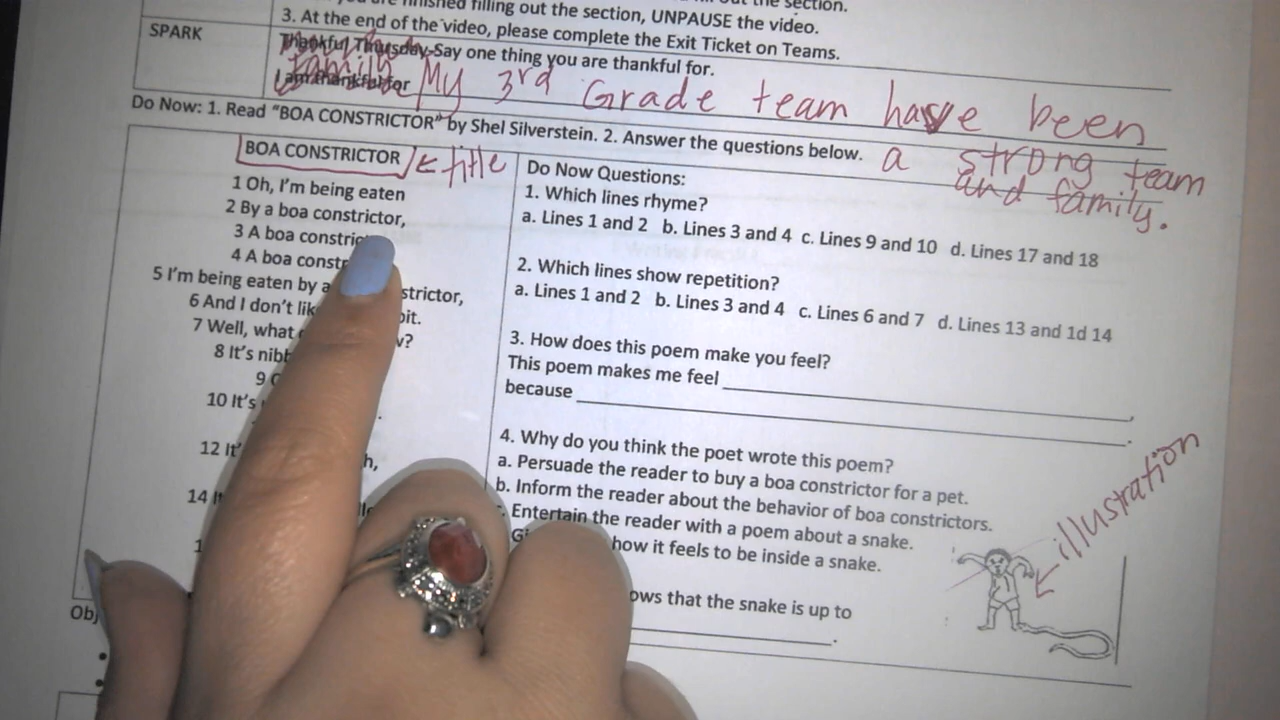 you are finished filling out the section, UNPAUSE the video.
3. At the end of the video, please complete the Exit Ticket on Teams.
SPARK
Thankful Thursday-Say one thing you are thankful for.
I am thankful for
family My 3rd Grade team have been
a strong team
and family.
Do Now: 1. Read “BOA CONSTRICTOR” by Shel Silverstein. 2. Answer the questions below.
BOA CONSTRICTOR ← title
1 Oh, I’m being eaten
2 By a boa constrictor,
3 A boa
4 A boa
5 I’m being eaten by a
6 And I don’t
bit.
7 Well, what
8 It’s
9
10 It’s
12
14
Do Now Questions:
1. Which lines rhyme?
a. Lines 1 and 2 b. Lines 3 and 4 c. Lines 9 and 10 d. Lines 17 and 18
2. Which lines show repetition?
a. Lines 1 and 2 b. Lines 3 and 4 c. Lines 6 and 7 d. Lines 13 and 1d 14
3. How does this poem make you feel?
This poem makes me feel ____________,
because ____________.
4. Why do you think the poet wrote this poem?
a. Persuade the reader to buy a boa constrictor for a pet.
b. Inform the reader about the behavior of boa constrictors.
Entertain the reader with a poem about a snake.
how it feels to be inside a snake.
that the snake is up to
____________.
illustration